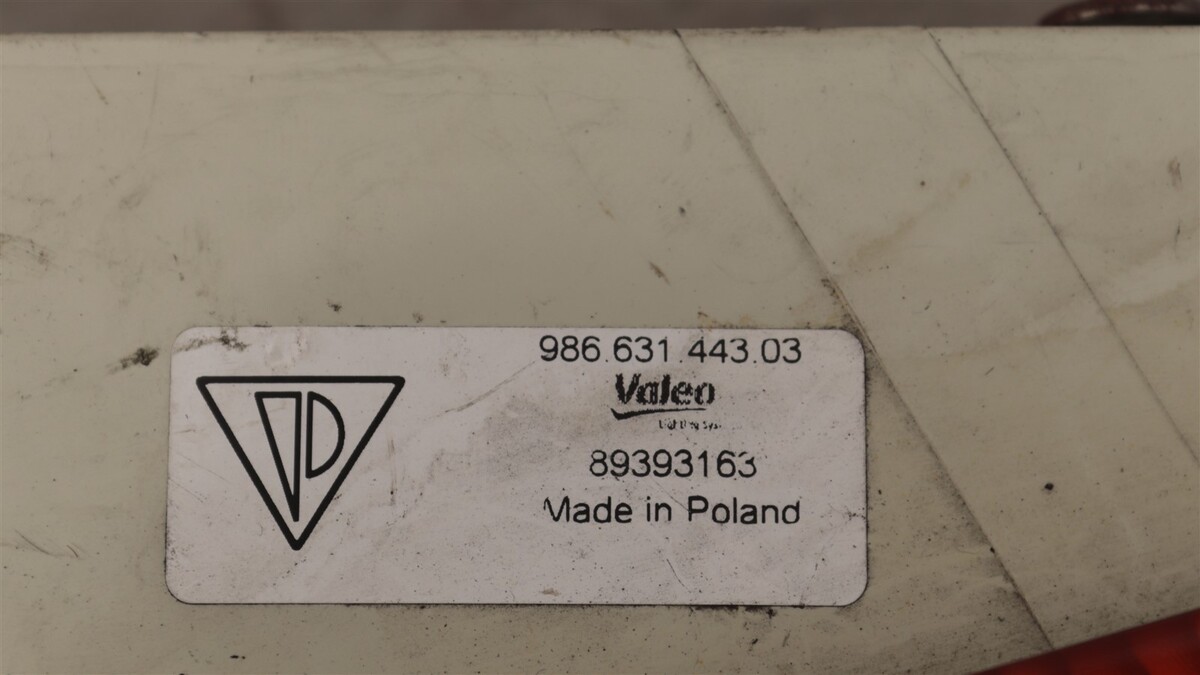 986.631.443.03
Valeo
89393163
Made in Poland